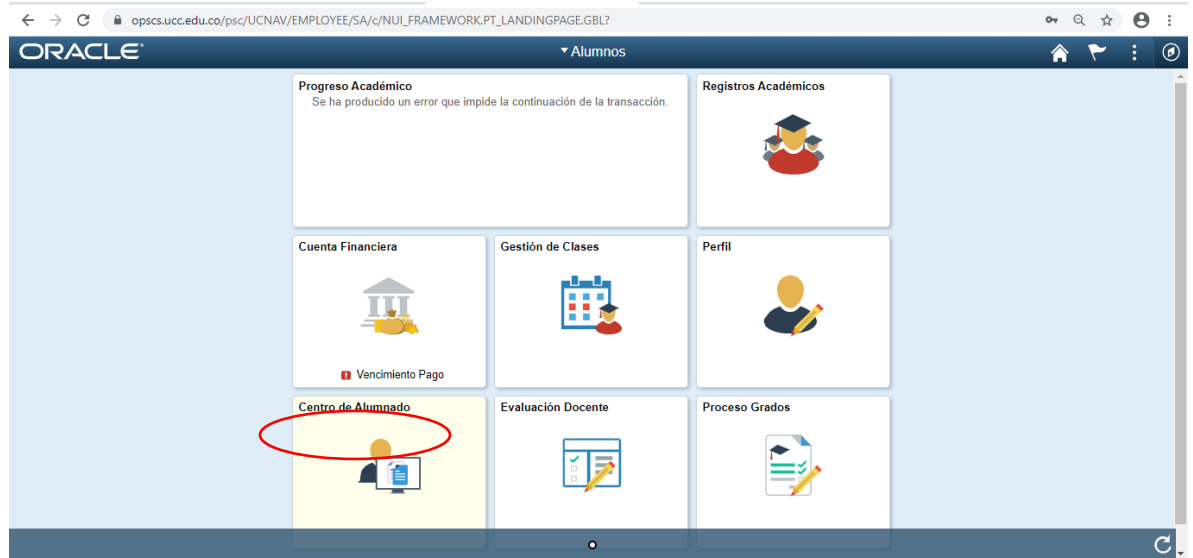 opscs.ucc.edu.co/psc/UCNAV/EMPLOYEE/SA/c/NUI_FRAMEWORK.PT_LANDINGPAGE.GBL?
ORACLE®
Alumnos
Progreso Académico
Se ha producido un error que impide la continuación de la transacción.
Registros Académicos
Cuenta Financiera
Vencimiento Pago
Gestión de Clases
Perfil
Centro de Alumnado
Evaluación Docente
Proceso Grados